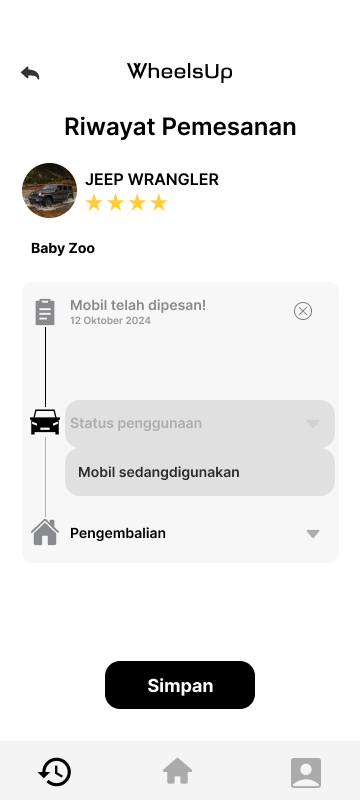 WheelsUp
Riwayat Pemesanan
JEEP WRANGLER
Baby Zoo
Mobil telah dipesan!
12 Oktober 2024
Status penggunaan
Mobil sedangdigunakan
Pengembalian
Simpan